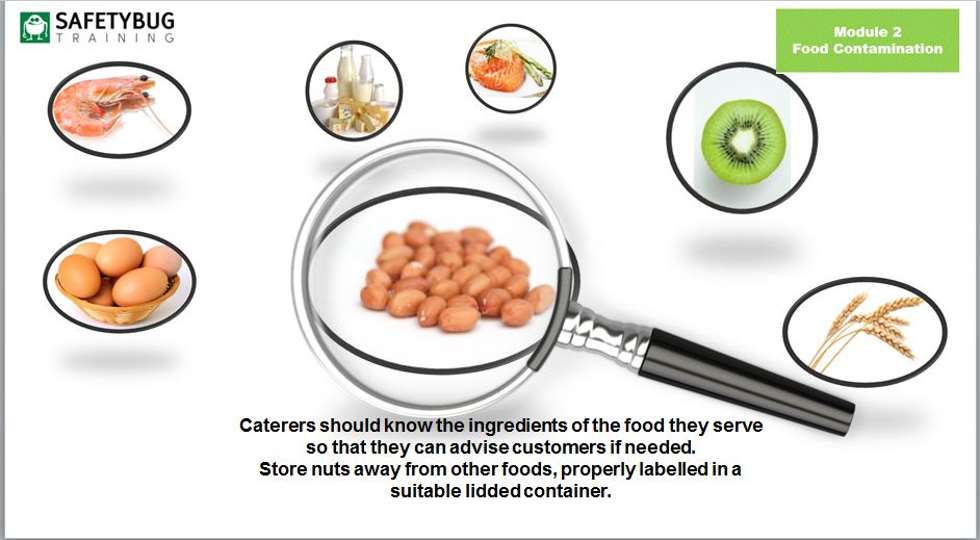 SAFETYBUG
TRAINING
Module 2
Food Contamination
Caterers should know the ingredients of the food they serve
so that they can advise customers if needed.
Store nuts away from other foods, properly labelled in a
suitable lidded container.